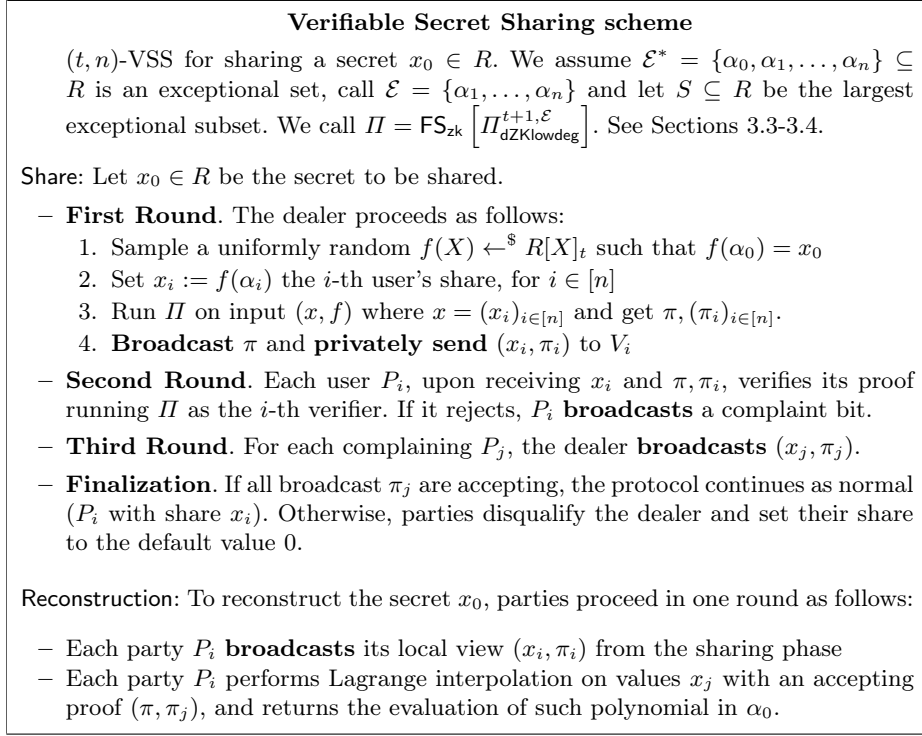 Verifiable Secret Sharing scheme
(t, n)-VSS for sharing a secret x₀ ∈ R. We assume ℰ* = {α₀, α₁, . . . , αₙ} ⊆
R is an exceptional set, call ℰ = {α₁, . . . , αₙ} and let S ⊆ R be the largest
exceptional subset. We call Π = FS_zk [Π^{t+1,ℰ}_{dZKlowdeg}]. See Sections 3.3-3.4.
Share: Let x₀ ∈ R be the secret to be shared.
– First Round. The dealer proceeds as follows:
1. Sample a uniformly random f(X) ←$ R[X]ₜ such that f(α₀) = x₀
2. Set xᵢ := f(αᵢ) the i-th user's share, for i ∈ [n]
3. Run Π on input (x, f) where x = (xᵢ)_{i∈[n]} and get π, (πᵢ)_{i∈[n]}.
4. Broadcast π and privately send (xᵢ, πᵢ) to Vᵢ
– Second Round. Each user Pᵢ, upon receiving xᵢ and π, πᵢ, verifies its proof
running Π as the i-th verifier. If it rejects, Pᵢ broadcasts a complaint bit.
– Third Round. For each complaining Pⱼ, the dealer broadcasts (xⱼ, πⱼ).
– Finalization. If all broadcast πⱼ are accepting, the protocol continues as normal
(Pᵢ with share xᵢ). Otherwise, parties disqualify the dealer and set their share
to the default value 0.
Reconstruction: To reconstruct the secret x₀, parties proceed in one round as follows:
– Each party Pᵢ broadcasts its local view (xᵢ, πᵢ) from the sharing phase
– Each party Pᵢ performs Lagrange interpolation on values xⱼ with an accepting
proof (π, πⱼ), and returns the evaluation of such polynomial in α₀.